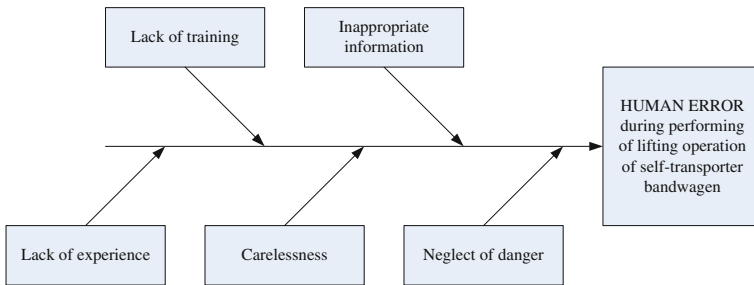 Lack of training
Inappropriate
information
HUMAN ERROR
during performing
of lifting operation
of self-transporter
bandwagen
Lack of experience
Carelessness
Neglect of danger